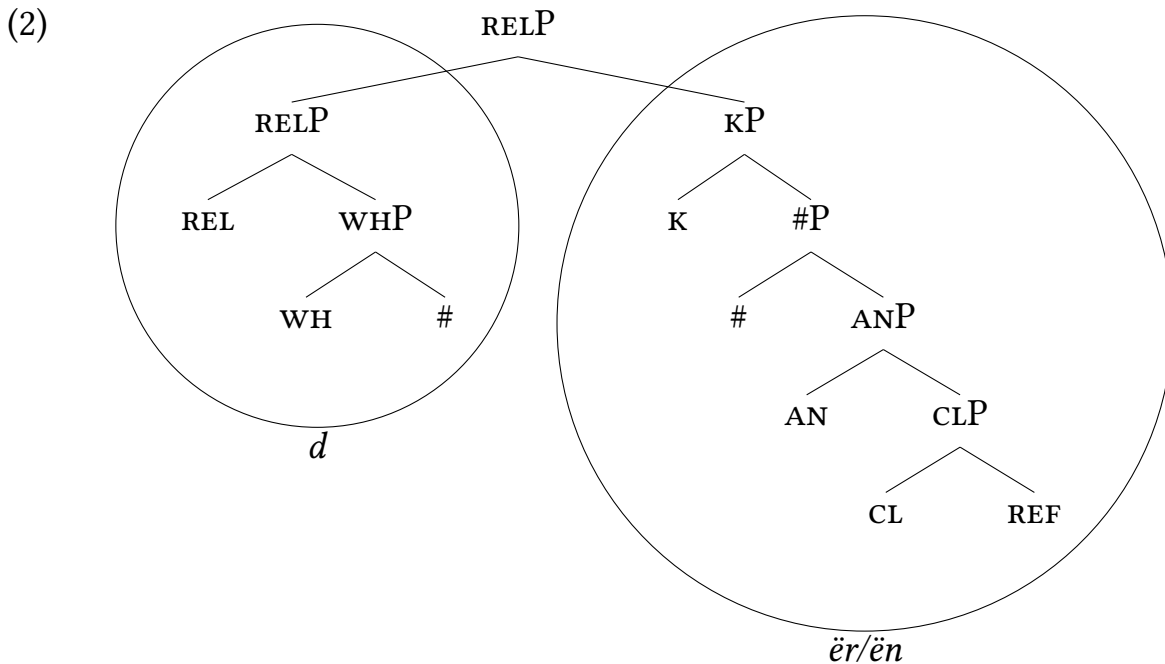 (2)
RELP
RELP KP
REL WHP K #P
WH # # ANP
AN CLP
CL REF
d
ër/ën